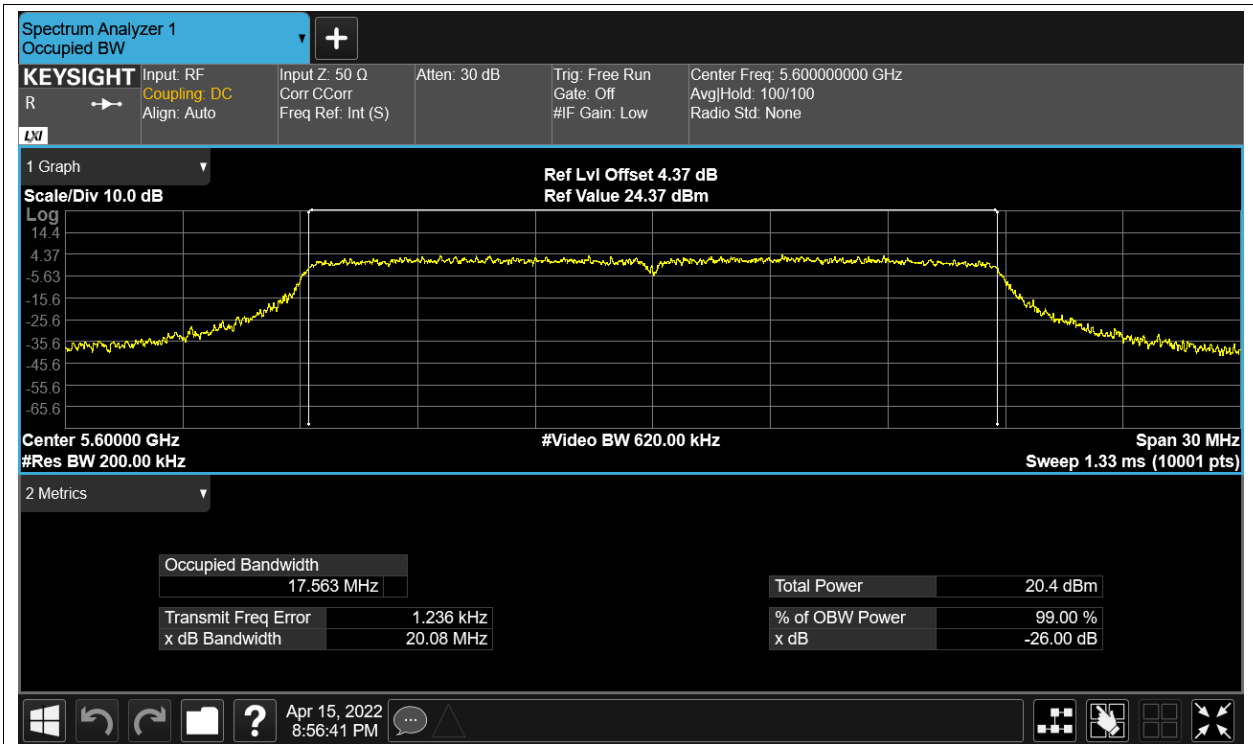 Spectrum Analyzer 1
Occupied BW
KEYSIGHT
R
LXI
Input: RF
Coupling: DC
Align: Auto
Input Z: 50 Ω
Corr CCorr
Freq Ref: Int (S)
Atten: 30 dB
Trig: Free Run
Gate: Off
#IF Gain: Low
Center Freq: 5.600000000 GHz
Avg|Hold: 100/100
Radio Std: None
1 Graph
Scale/Div 10.0 dB
Ref Lvl Offset 4.37 dB
Ref Value 24.37 dBm
Log
14.4
4.37
-5.63
-15.6
-25.6
-35.6
-45.6
-55.6
-65.6
Center 5.60000 GHz
#Res BW 200.00 kHz
#Video BW 620.00 kHz
Span 30 MHz
Sweep 1.33 ms (10001 pts)
2 Metrics
Occupied Bandwidth
17.563 MHz
Transmit Freq Error 1.236 kHz
x dB Bandwidth 20.08 MHz
Total Power 20.4 dBm
% of OBW Power 99.00 %
x dB -26.00 dB
?
Apr 15, 2022
8:56:41 PM